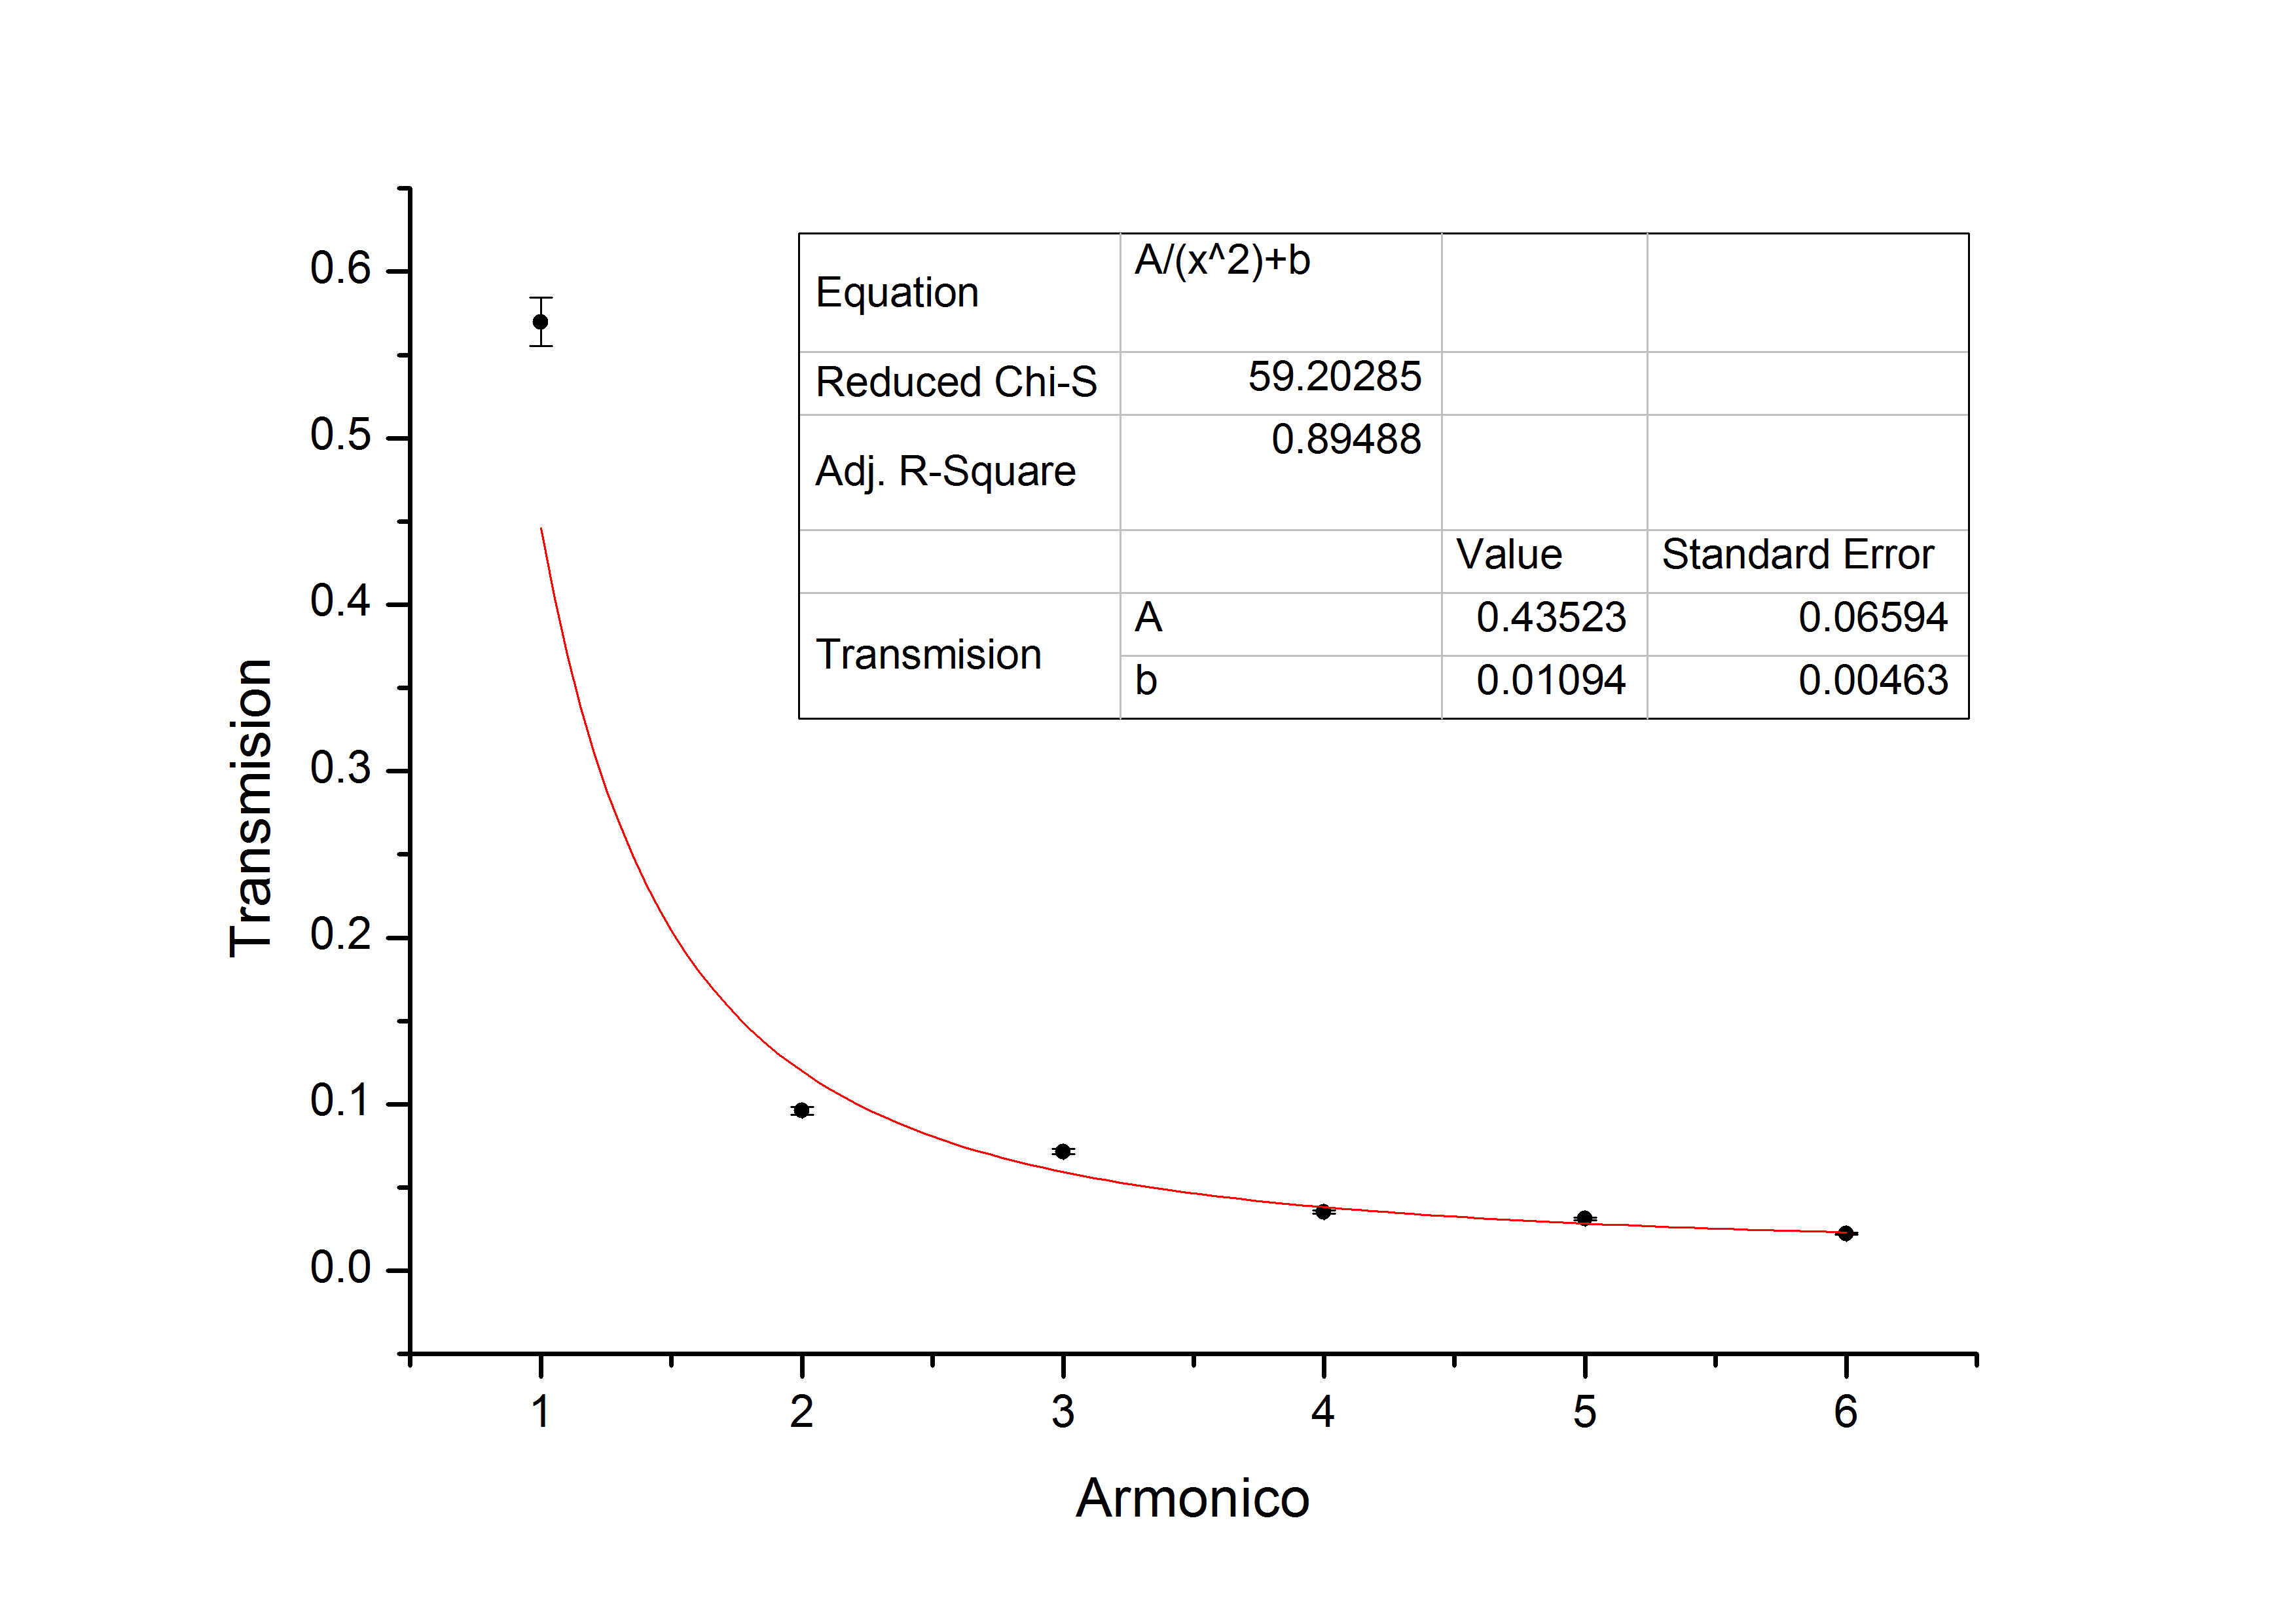 0.6
0.5
0.4
0.3
0.2
0.1
0.0
Transmision
Equation A/(x^2)+b
Reduced Chi-S 59.20285
Adj. R-Square 0.89488
Value Standard Error
Transmision A 0.43523 0.06594
b 0.01094 0.00463
1 2 3 4 5 6
Armonico